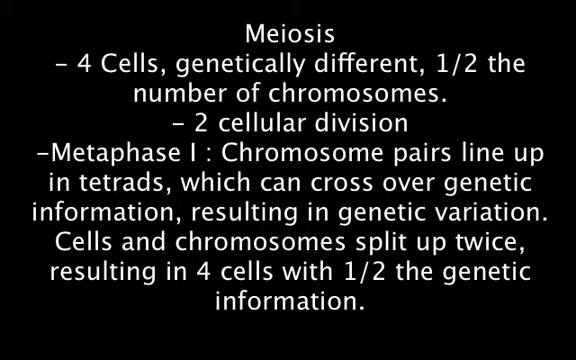 Meiosis
- 4 Cells, genetically different, 1/2 the
number of chromosomes.
- 2 cellular division
-Metaphase I : Chromosome pairs line up
in tetrads, which can cross over genetic
information, resulting in genetic variation.
Cells and chromosomes split up twice,
resulting in 4 cells with 1/2 the genetic
information.